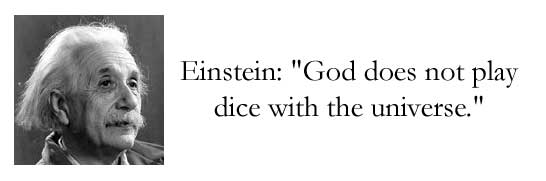 Einstein: "God does not play
dice with the universe."